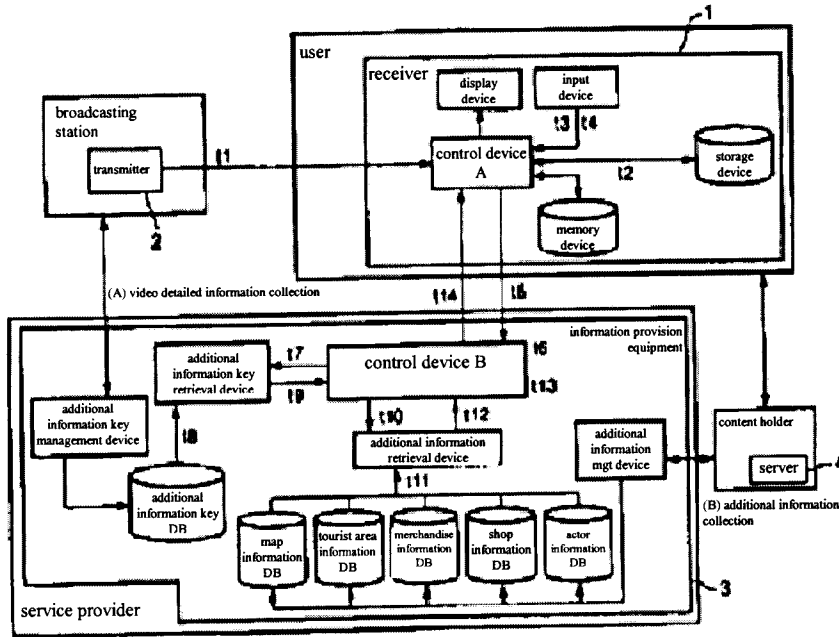 1
user
receiver
display
device
input
device
broadcasting
station
t3 t4
transmitter
t1
control device
A
t2
storage
device
2
memory
device
(A) video detailed information collection
t14
t5
information provision
equipment
t7
control device B
t6
additional
information key
retrieval device
t9
t13
additional
information key
management device
t8
t10
t12
additional
information
mgt device
content holder
additional information
retrieval device
server
4
t11
additional
information key
DB
(B) additional information
collection
map
information
DB
tourist area
information
DB
merchandise
information
DB
shop
information
DB
actor
information
DB
3
service provider